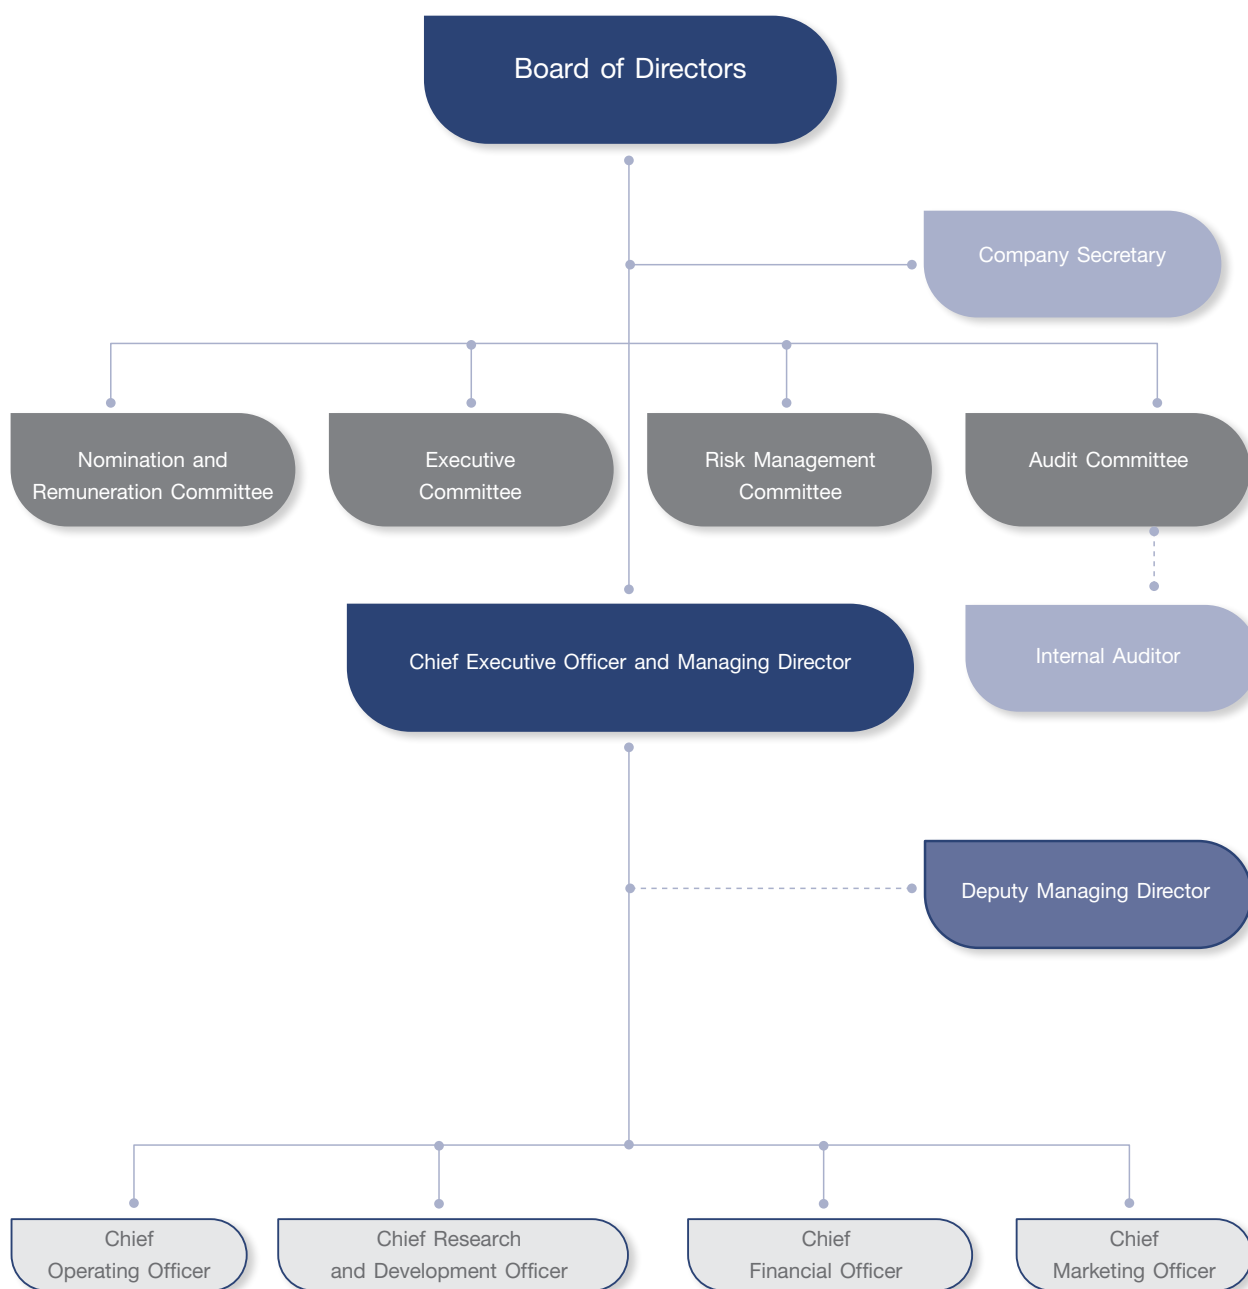 Board of Directors
Company Secretary
Nomination and
Remuneration Committee
Executive
Committee
Risk Management
Committee
Audit Committee
Chief Executive Officer and Managing Director
Internal Auditor
Deputy Managing Director
Chief
Operating Officer
Chief Research
and Development Officer
Chief
Financial Officer
Chief
Marketing Officer